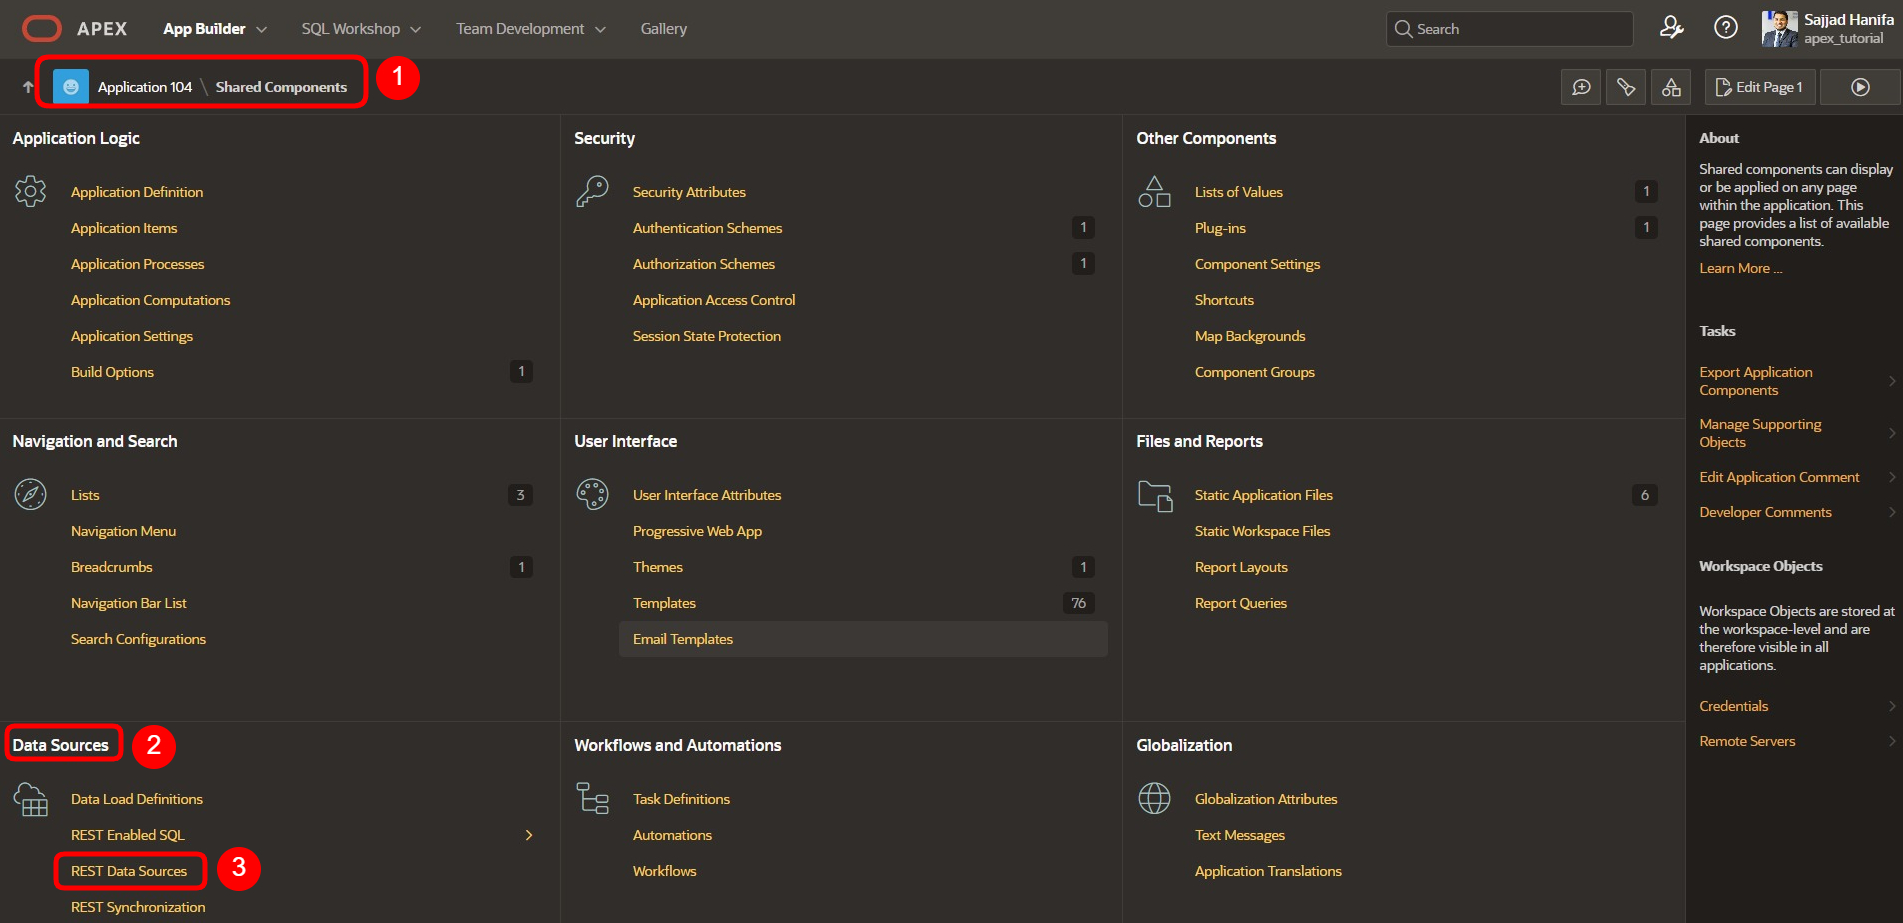 APEX App Builder SQL Workshop Team Development Gallery Search Sajjad Hanifa
apex_tutorial
Application 104 \ Shared Components 1 Edit Page 1
Application Logic
Application Definition
Application Items
Application Processes
Application Computations
Application Settings
Build Options 1
Security
Security Attributes
Authentication Schemes 1
Authorization Schemes 1
Application Access Control
Session State Protection
Other Components
Lists of Values 1
Plug-ins 1
Component Settings
Shortcuts
Map Backgrounds
Component Groups
Navigation and Search
Lists 3
Navigation Menu
Breadcrumbs 1
Navigation Bar List
Search Configurations
User Interface
User Interface Attributes
Progressive Web App
Themes 1
Templates 76
Email Templates
Files and Reports
Static Application Files 6
Static Workspace Files
Report Layouts
Report Queries
Data Sources 2
Data Load Definitions
REST Enabled SQL
REST Data Sources 3
REST Synchronization
Workflows and Automations
Task Definitions
Automations
Workflows
Globalization
Globalization Attributes
Text Messages
Application Translations
About
Shared components can display
or be applied on any page
within the application. This
page provides a list of available
shared components.
Learn More ...
Tasks
Export Application
Components
Manage Supporting
Objects
Edit Application Comment
Developer Comments
Workspace Objects
Workspace Objects are stored at
the workspace-level and are
therefore visible in all
applications.
Credentials
Remote Servers